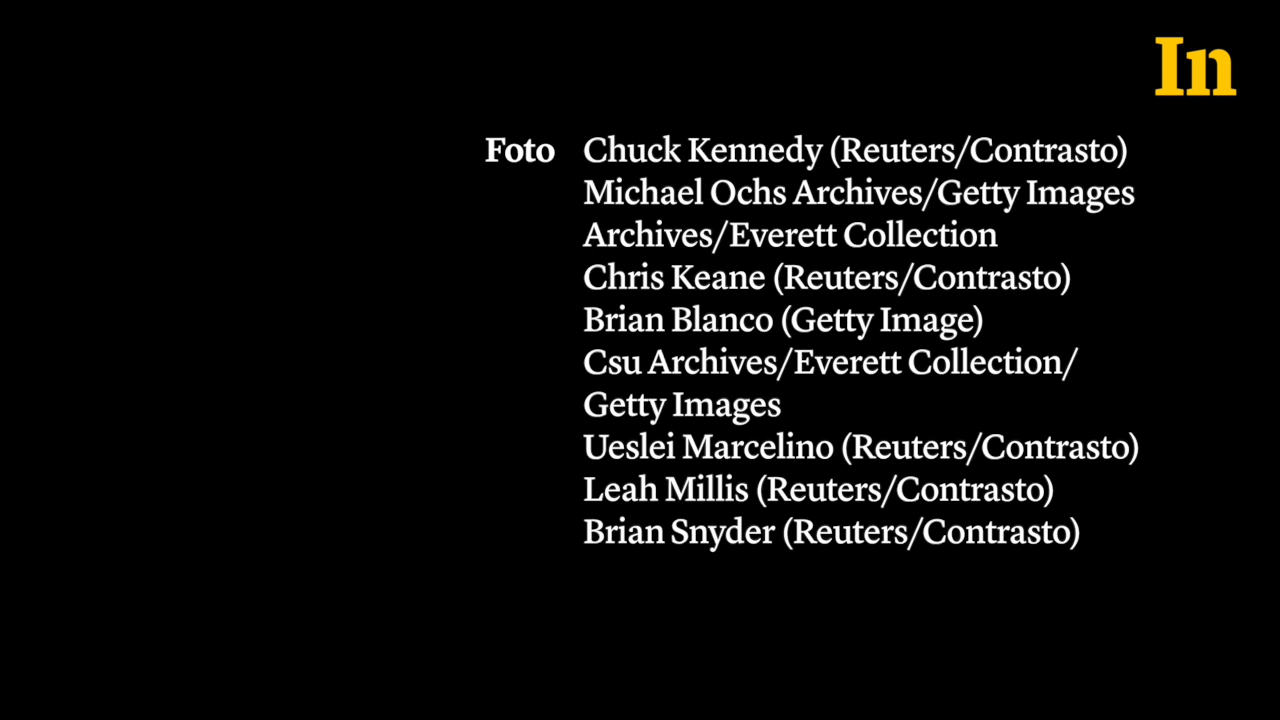 In
Foto Chuck Kennedy (Reuters/Contrasto)
Michael Ochs Archives/Getty Images
Archives/Everett Collection
Chris Keane (Reuters/Contrasto)
Brian Blanco (Getty Image)
Csu Archives/Everett Collection/
Getty Images
Ueslei Marcelino (Reuters/Contrasto)
Leah Millis (Reuters/Contrasto)
Brian Snyder (Reuters/Contrasto)